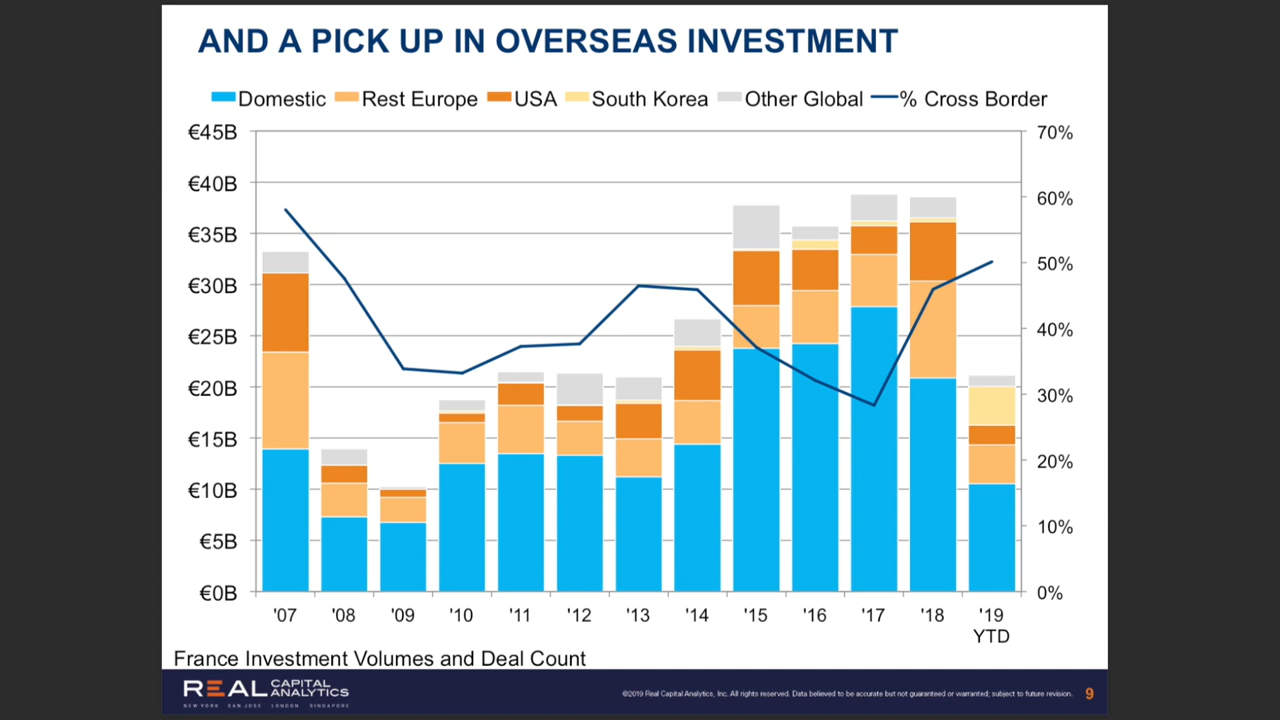 AND A PICK UP IN OVERSEAS INVESTMENT
Domestic Rest Europe USA South Korea Other Global % Cross Border
€45B
€40B
€35B
€30B
€25B
€20B
€15B
€10B
€5B
€0B
70%
60%
50%
40%
30%
20%
10%
0%
'07 '08 '09 '10 '11 '12 '13 '14 '15 '16 '17 '18 '19
YTD
France Investment Volumes and Deal Count
REAL CAPITAL
ANALYTICS
NEW YORK SAN JOSE LONDON SINGAPORE
©2019 Real Capital Analytics, Inc. All rights reserved. Data believed to be accurate but not guaranteed or warranted; subject to future revision. 9